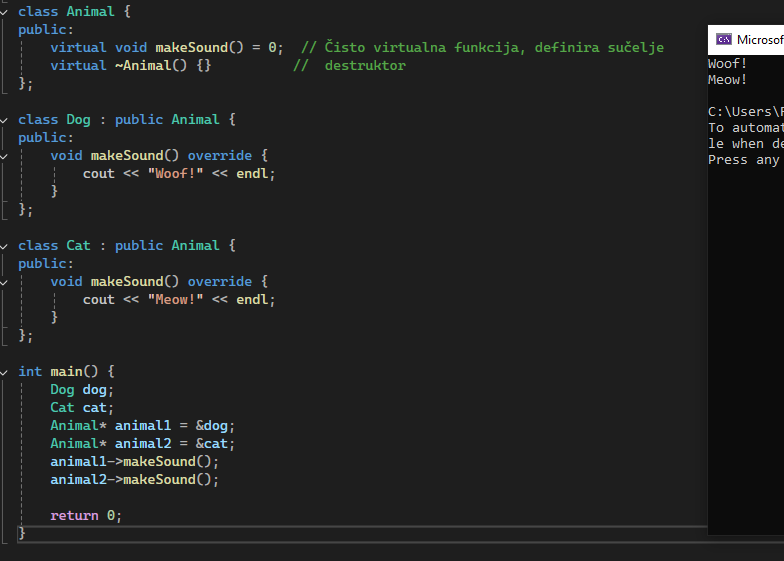 class Animal {
public:
    virtual void makeSound() = 0;  // Čisto virtualna funkcija, definira sučelje
    virtual ~Animal() {}          //  destruktor
};

class Dog : public Animal {
public:
    void makeSound() override {
        cout << "Woof!" << endl;
    }
};

class Cat : public Animal {
public:
    void makeSound() override {
        cout << "Meow!" << endl;
    }
};

int main() {
    Dog dog;
    Cat cat;
    Animal* animal1 = &dog;
    Animal* animal2 = &cat;
    animal1->makeSound();
    animal2->makeSound();

    return 0;
}
Woof!
Meow!

C:\Users\
To automat
le when de
Press any